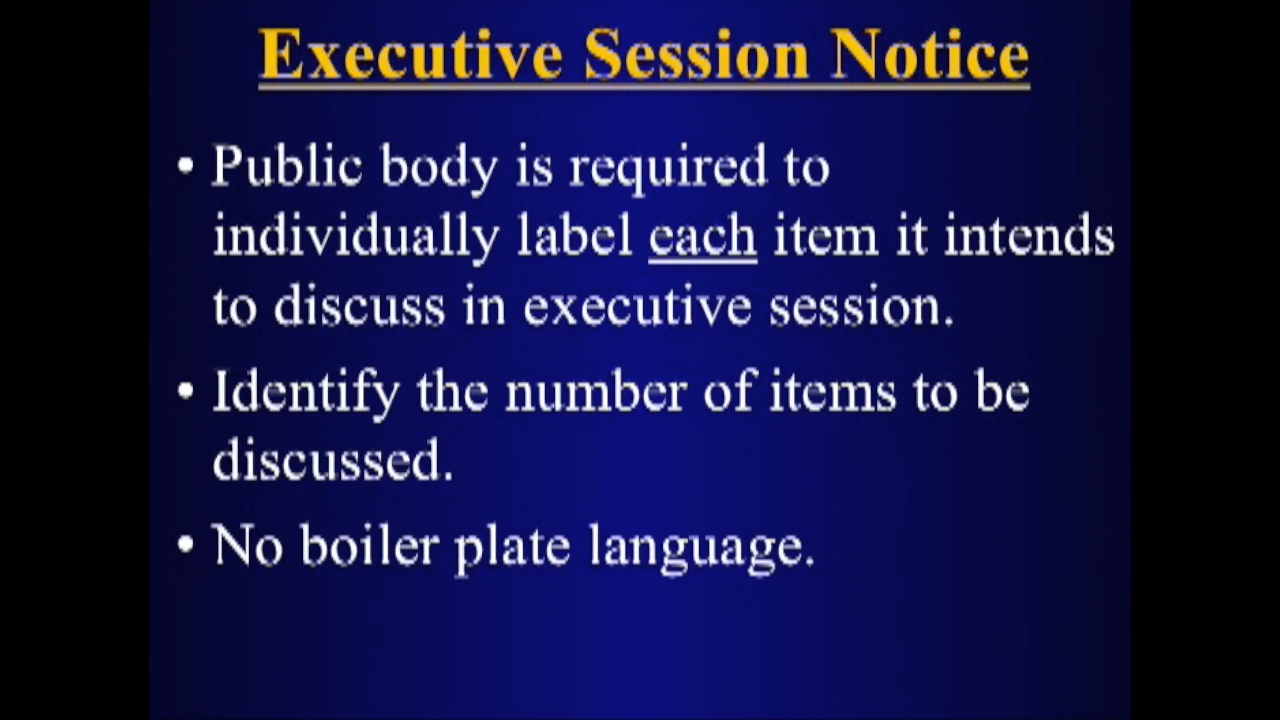 Executive Session Notice
• Public body is required to
individually label each item it intends
to discuss in executive session.
• Identify the number of items to be
discussed.
• No boiler plate language.